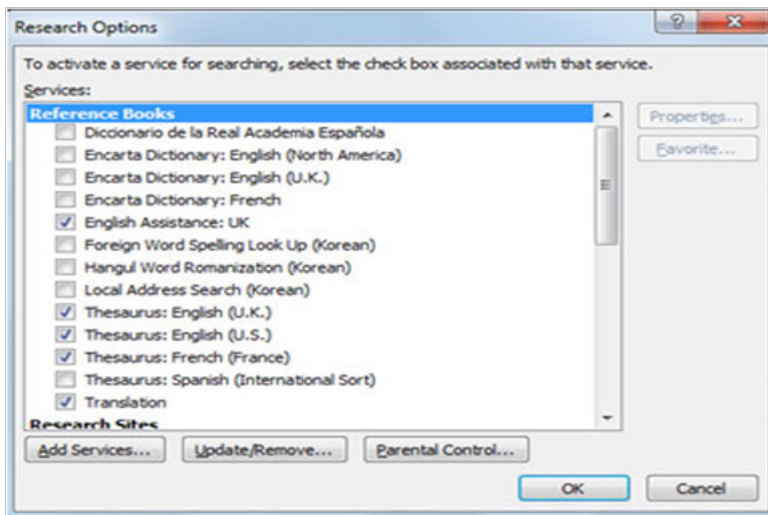 Research Options
To activate a service for searching, select the check box associated with that service.
Services:
Reference Books
Diccionario de la Real Academia Española
Encarta Dictionary: English (North America)
Encarta Dictionary: English (U.K.)
Encarta Dictionary: French
English Assistance: UK
Foreign Word Spelling Look Up (Korean)
Hangul Word Romanization (Korean)
Local Address Search (Korean)
Thesaurus: English (U.K.)
Thesaurus: English (U.S.)
Thesaurus: French (France)
Thesaurus: Spanish (International Sort)
Translation
Research Sites
Properties...
Favorite...
Add Services...
Update/Remove...
Parental Control...
OK
Cancel